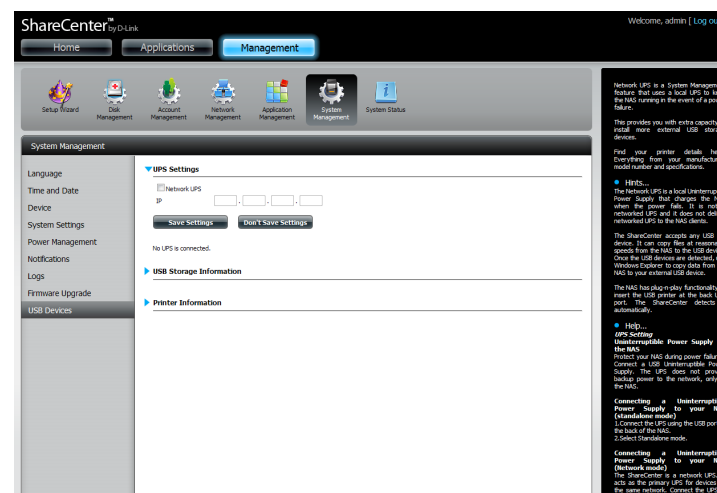 ShareCenter™ by D-Link
Welcome, admin [ Log ou
Home
Applications
Management
Setup Wizard
Disk Management
Account Management
Network Management
Application Management
System Management
System Status
System Management
Language
Time and Date
Device
System Settings
Power Management
Notifications
Logs
Firmware Upgrade
USB Devices
UPS Settings
Network UPS
IP . . .
Save Settings
Don't Save Settings
No UPS is connected.
USB Storage Information
Printer Information
Network UPS is a System Managem
feature that uses a local UPS to k
the NAS running in the event of a po
failure.
This provides you with extra capacity
install more external USB stora
devices.
Find your printer details he
Everything from your manufactur
model number and specifications.
Hints...
The Network UPS is a local Uninterrup
Power Supply that charges the N
when the power fails. It is not
networked UPS and it does not deli
networked UPS to the NAS clients.
The ShareCenter accepts any USB
device. It can copy files at reasona
speeds from the NAS to the USB devi
Once the USB devices are detected,
Windows Explorer to copy data from
NAS to your external USB device.
The NAS has plug-n-play functionality
insert the USB printer at the back U
port. The ShareCenter detects
automatically.
Help...
UPS Setting
Uninterruptible Power Supply
the NAS
Protect your NAS during power failur
Connect a USB Uninterruptible Po
Supply. The UPS does not prov
backup power to the network, only
the NAS.
Connecting a Uninterrupti
Power Supply to your N
(standalone mode)
1.Connect the UPS using the USB por
the back of the NAS.
2.Select Standalone mode.
Connecting a Uninterrupti
Power Supply to your N
(Network mode)
The ShareCenter is a network UPS.
acts as the primary UPS for devices
the same network. Connect the UPS